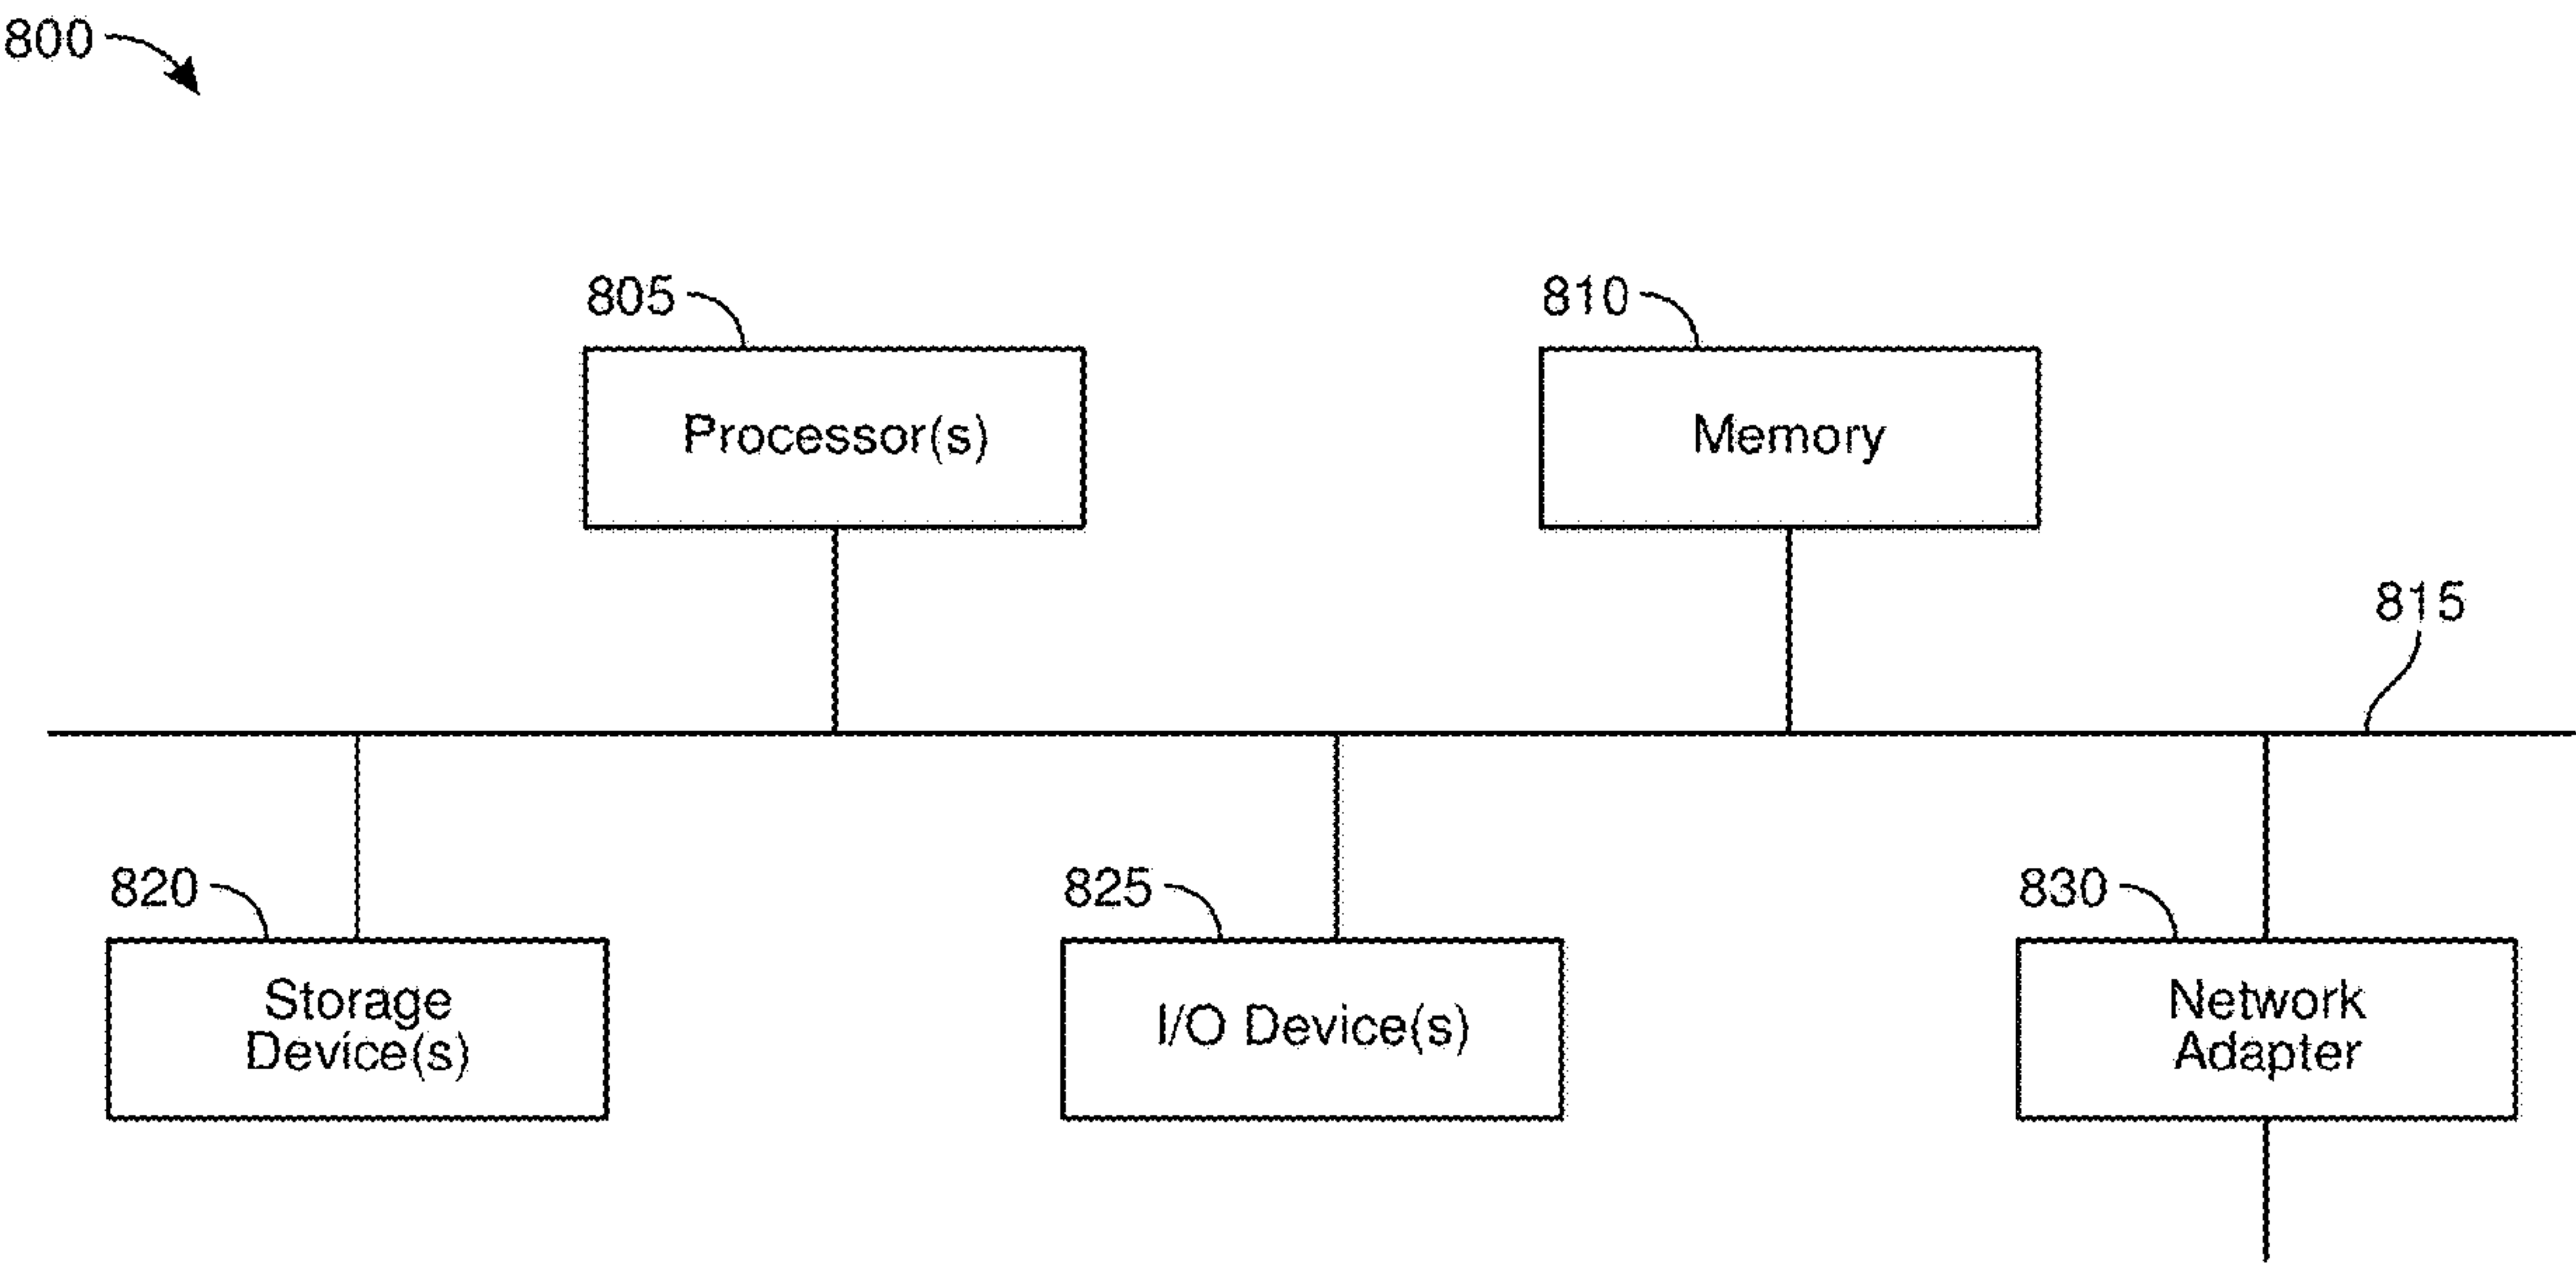 800
805
810
Processor(s)
Memory
815
820
825
830
Storage
Device(s)
I/O Device(s)
Network
Adapter